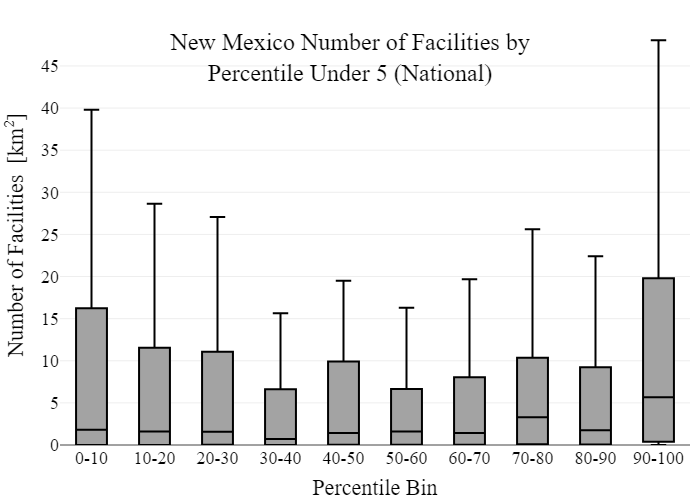 New Mexico Number of Facilities by
Percentile Under 5 (National)
Number of Facilities [km²]
45
40
35
30
25
20
15
10
5
0
0-10 10-20 20-30 30-40 40-50 50-60 60-70 70-80 80-90 90-100
Percentile Bin